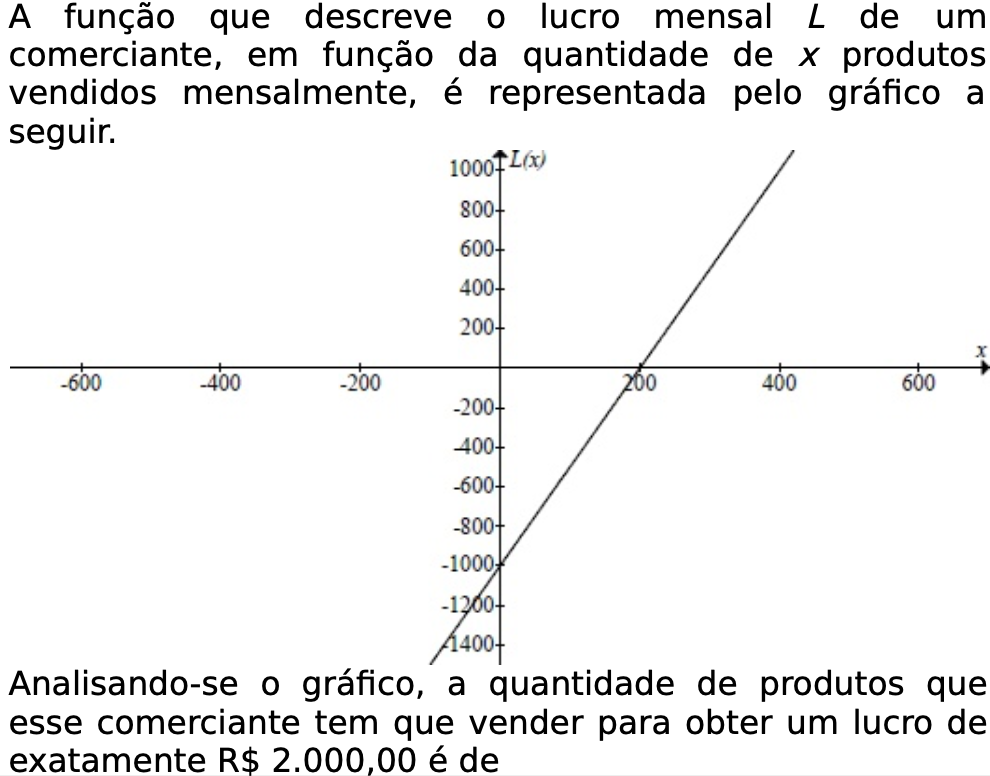 A função que descreve o lucro mensal L de um
comerciante, em função da quantidade de x produtos
vendidos mensalmente, é representada pelo gráfico a
seguir.
1000 L(x)
800
600
400
200
x
-600 -400 -200 200 400 600
-200
-400
-600
-800
-1000
-1200
-1400
Analisando-se o gráfico, a quantidade de produtos que
esse comerciante tem que vender para obter um lucro de
exatamente R$ 2.000,00 é de